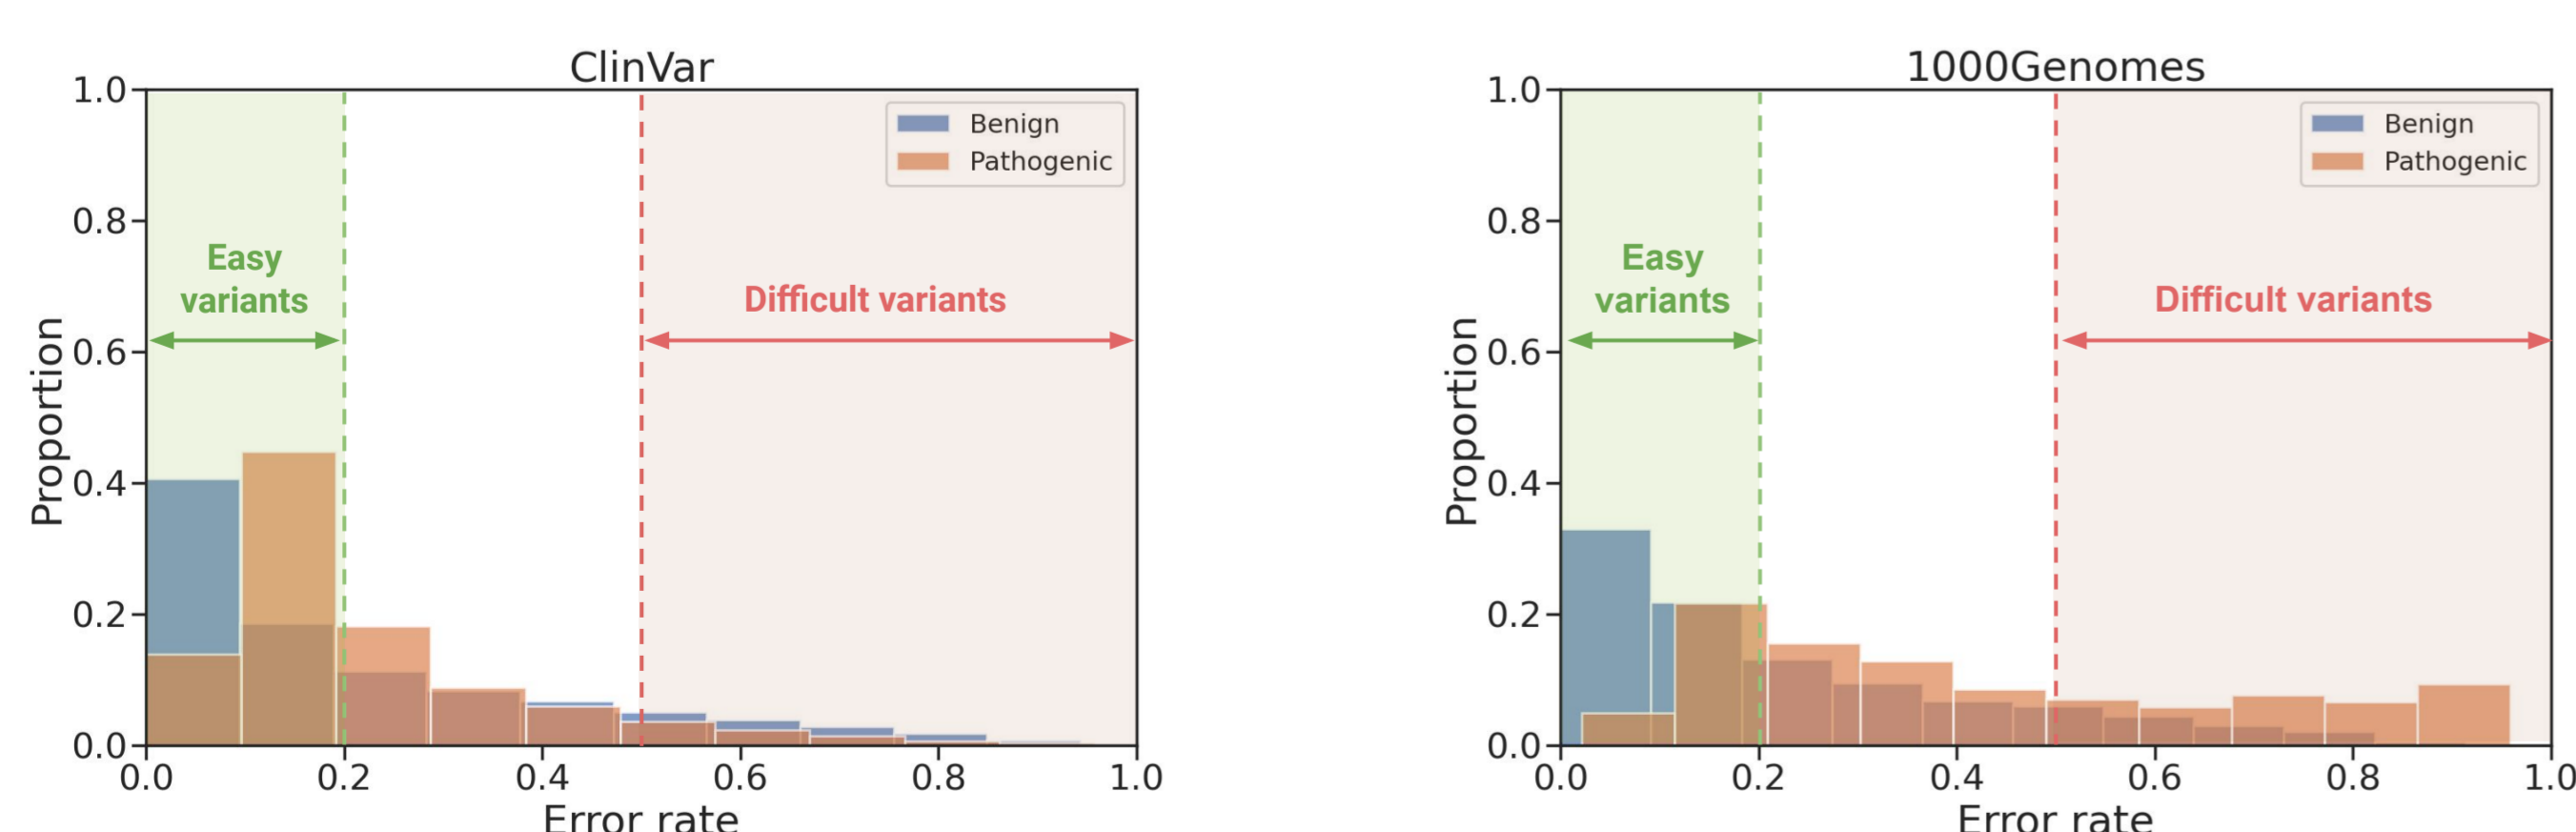 ClinVar
1.0
0.8
0.6
0.4
0.2
0.0
Proportion
Benign
Pathogenic
Easy
variants
Difficult variants
0.0 0.2 0.4 0.6 0.8 1.0
Error rate
1000Genomes
1.0
0.8
0.6
0.4
0.2
0.0
Proportion
Benign
Pathogenic
Easy
variants
Difficult variants
0.0 0.2 0.4 0.6 0.8 1.0
Error rate